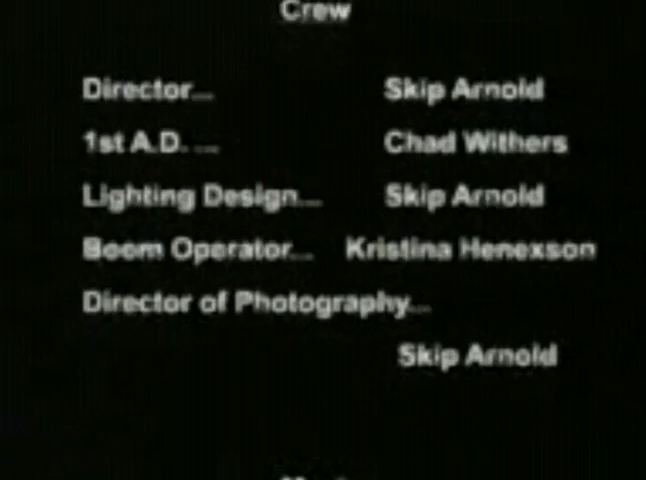 Crew
Director... Skip Arnold
1st A.D. ... Chad Withers
Lighting Design... Skip Arnold
Boom Operator... Kristina Henexson
Director of Photography...
Skip Arnold